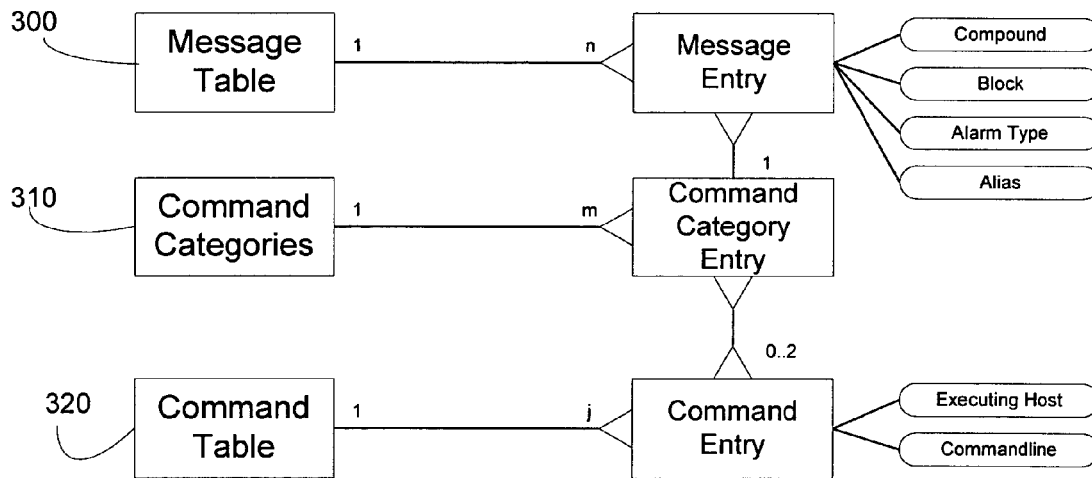 300
Message
Table
1
n
Message
Entry
Compound
Block
Alarm Type
Alias
1
310
Command
Categories
1
m
Command
Category
Entry
0..2
320
Command
Table
1
j
Command
Entry
Executing Host
Commandline